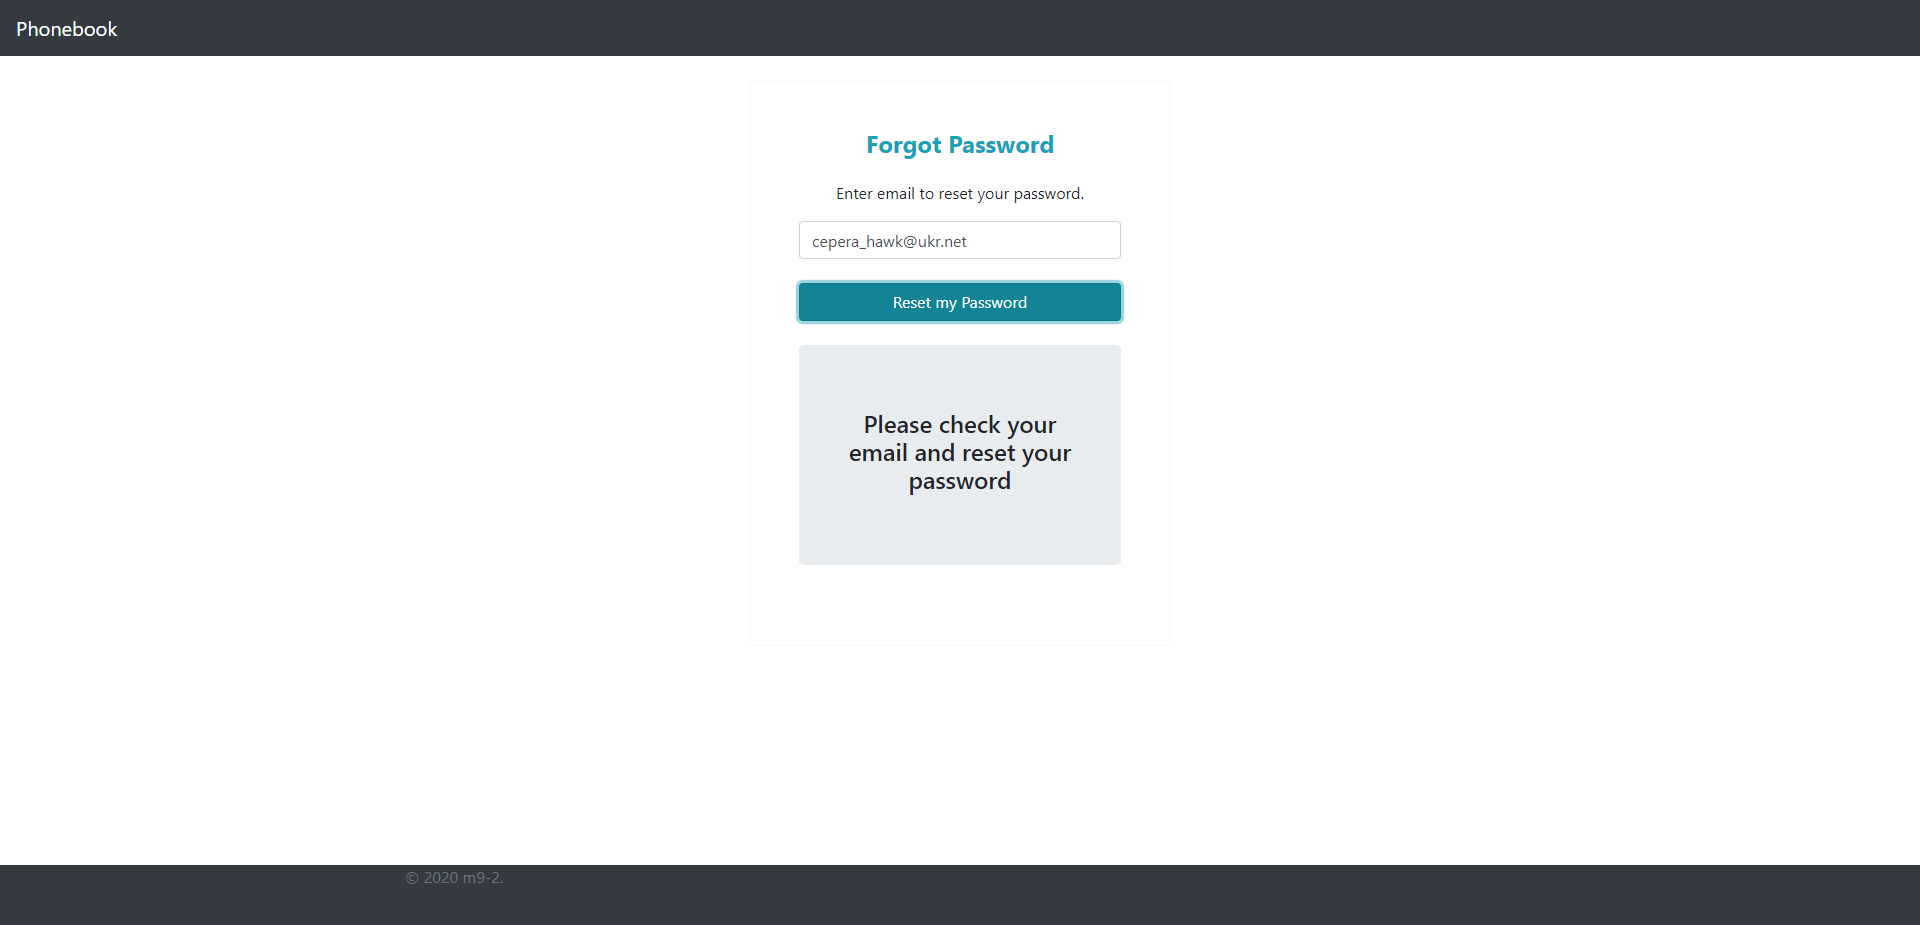 Phonebook
Forgot Password
Enter email to reset your password.
cepera_hawk@ukr.net
Reset my Password
Please check your
email and reset your
password
© 2020 m9-2.